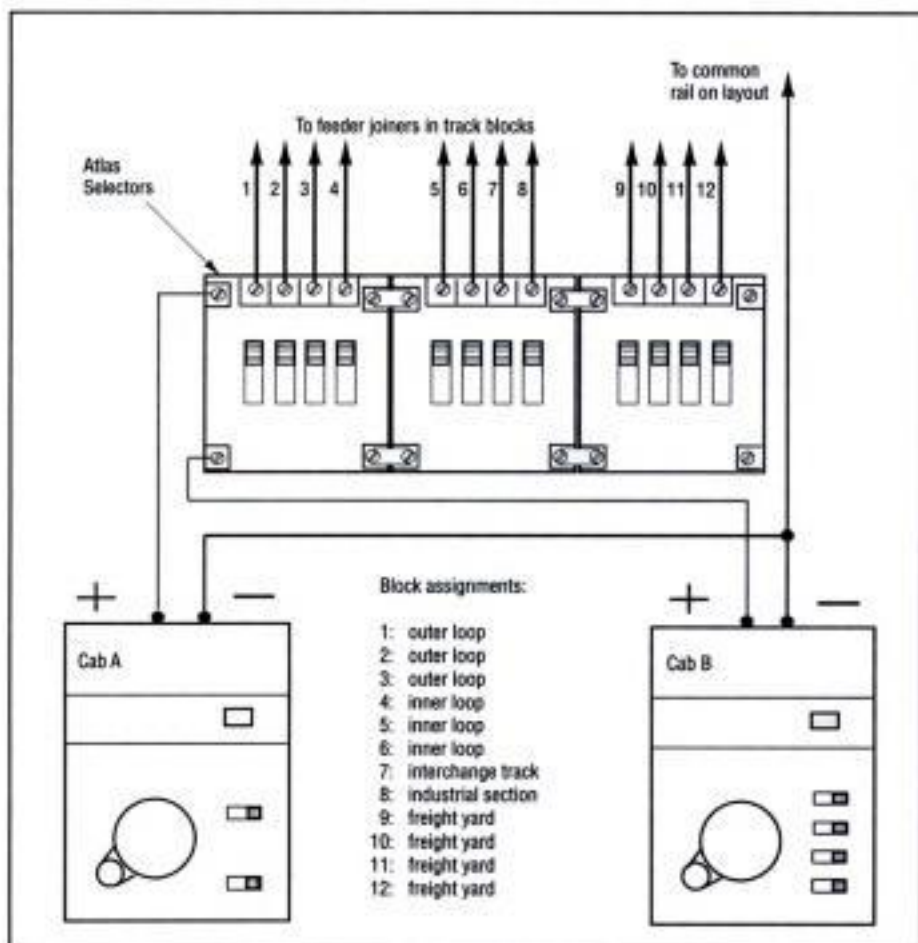 To common
rail on layout
To feeder joiners in track blocks
Atlas
Selectors
1 2 3 4 5 6 7 8 9 10 11 12
+ − + −
Block assignments:
Cab A
Cab B
1: outer loop
2: outer loop
3: outer loop
4: inner loop
5: inner loop
6: inner loop
7: interchange track
8: industrial section
9: freight yard
10: freight yard
11: freight yard
12: freight yard